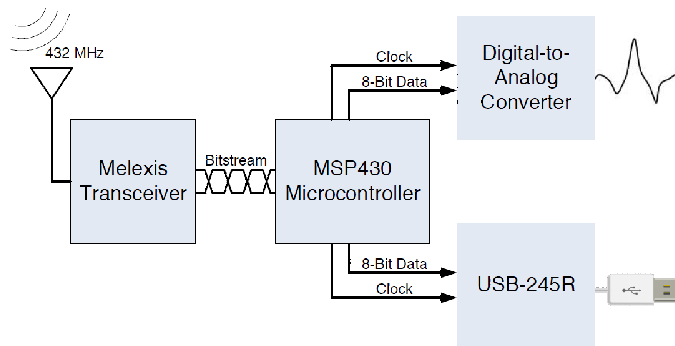 432 MHz
Melexis
Transceiver
Bitstream
MSP430
Microcontroller
Clock
8-Bit Data
Digital-to-
Analog
Converter
8-Bit Data
Clock
USB-245R